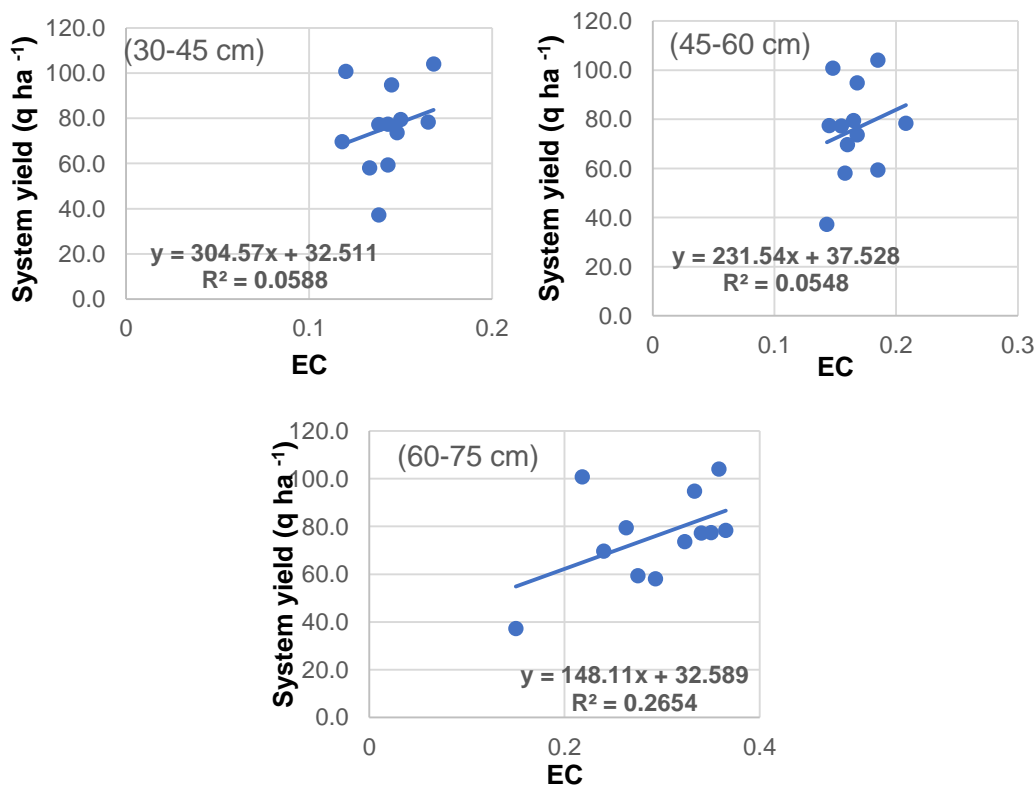 (30-45 cm)
System yield (q ha -1)
120.0
100.0
80.0
60.0
40.0
20.0
0.0
y = 304.57x + 32.511
R² = 0.0588
0
0.1
0.2
EC
(45-60 cm)
System yield (q ha -1)
120.0
100.0
80.0
60.0
40.0
20.0
0.0
y = 231.54x + 37.528
R² = 0.0548
0
0.1
0.2
0.3
EC
(60-75 cm)
System yield (q ha -1)
120.0
100.0
80.0
60.0
40.0
20.0
0.0
y = 148.11x + 32.589
R² = 0.2654
0
0.2
0.4
EC